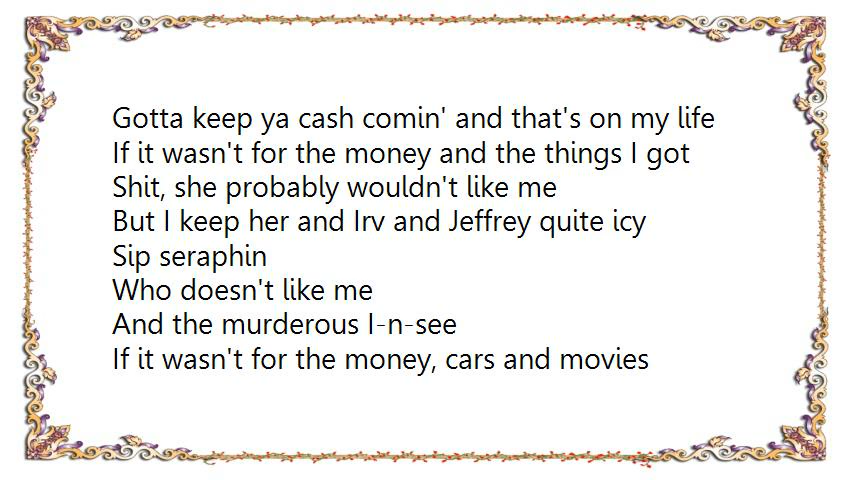 Gotta keep ya cash comin' and that's on my life
If it wasn't for the money and the things I got
Shit, she probably wouldn't like me
But I keep her and Irv and Jeffrey quite icy
Sip seraphin
Who doesn't like me
And the murderous I-n-see
If it wasn't for the money, cars and movies